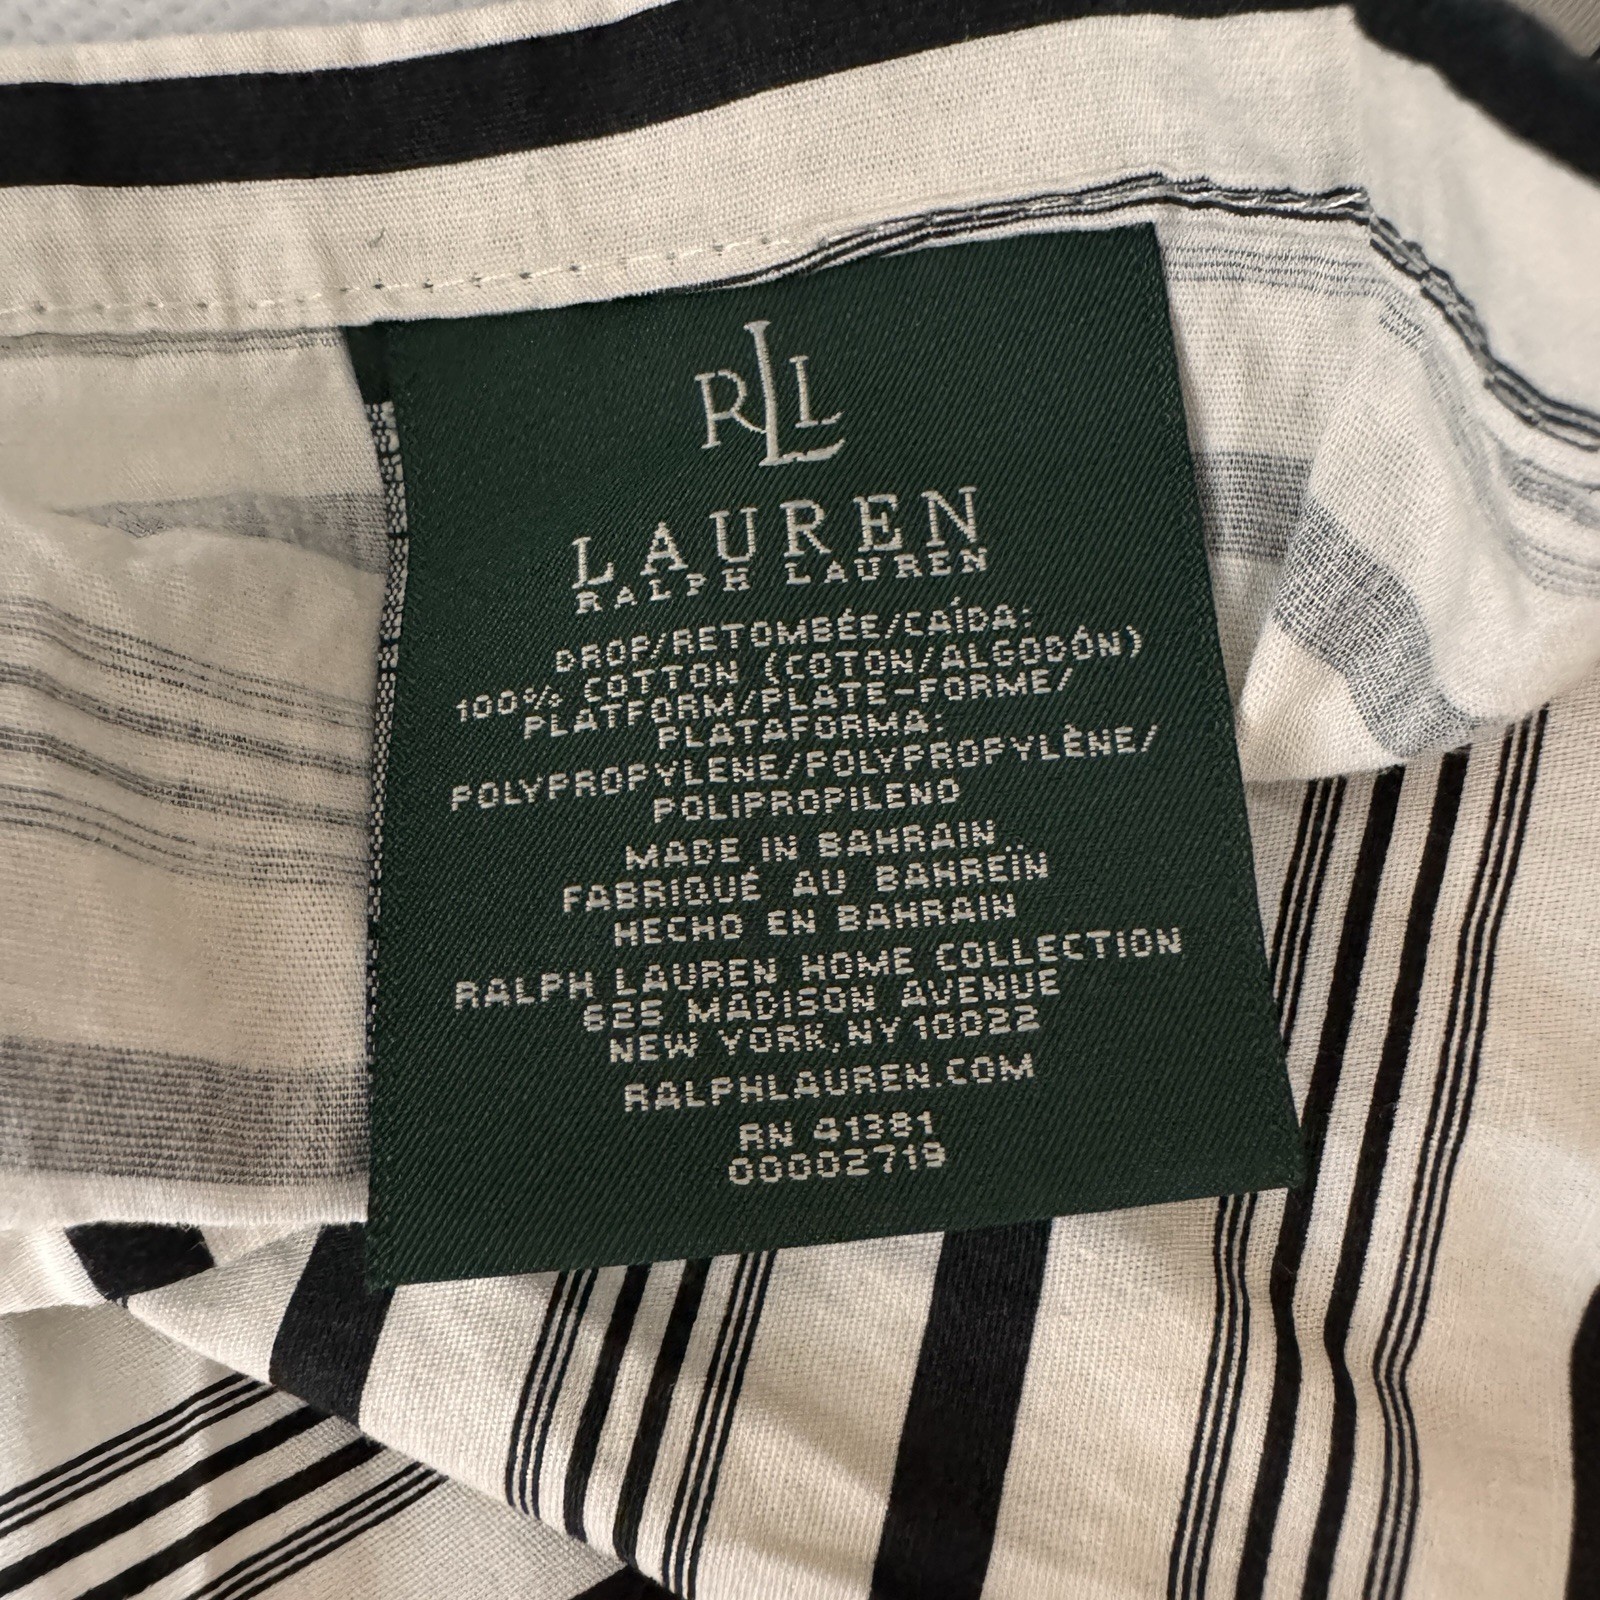 RLL
LAUREN
RALPH LAUREN
DROP/RETOMBÉE/CAÍDA:
100% COTTON (COTON/ALGODÓN)
PLATFORM/PLATE-FORME/
PLATAFORMA:
POLYPROPYLENE/POLYPROPYLÈNE/
POLIPROPILENO
MADE IN BAHRAIN
FABRIQUÉ AU BAHREÏN
HECHO EN BAHRAIN
RALPH LAUREN HOME COLLECTION
625 MADISON AVENUE
NEW YORK, NY 10022
RALPHLAUREN.COM
RN 41381
00002719